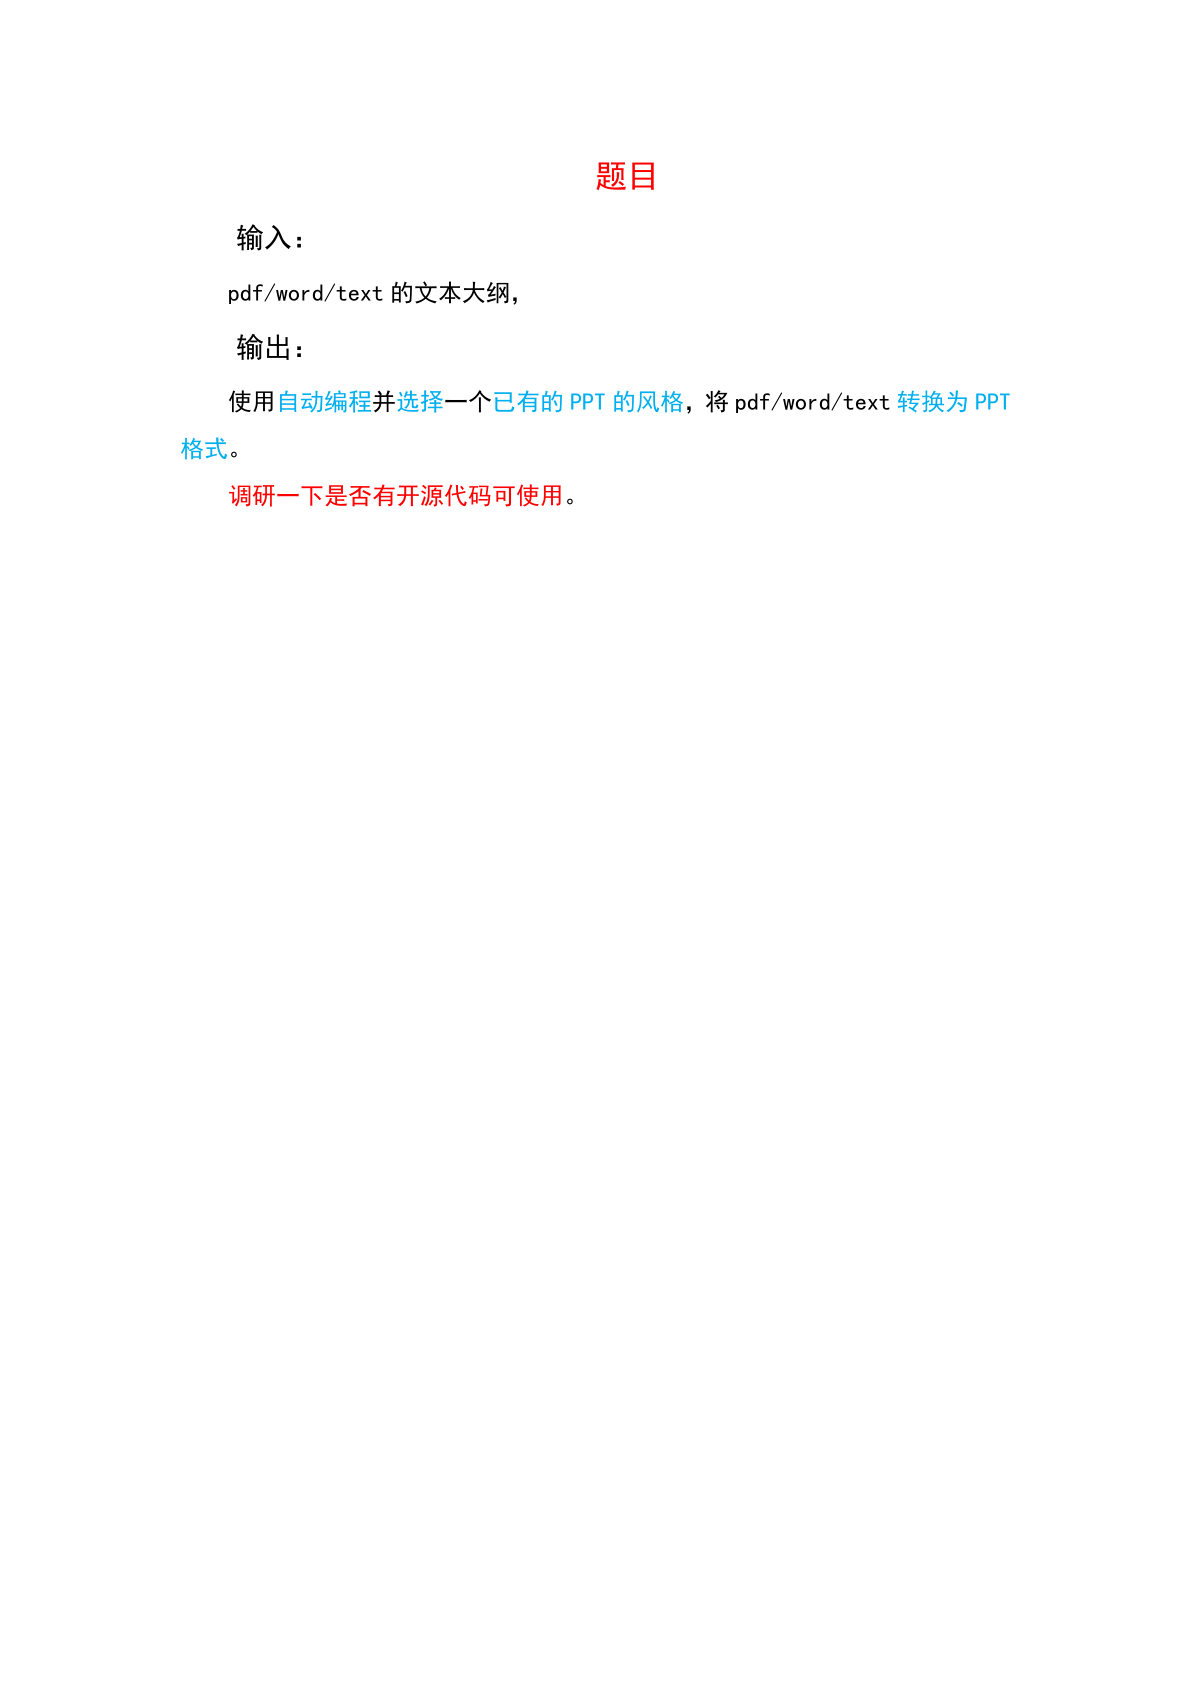 题目
输入：
pdf/word/text 的文本大纲，
输出：
使用自动编程并选择一个已有的 PPT 的风格，将 pdf/word/text 转换为 PPT
格式。
调研一下是否有开源代码可使用。